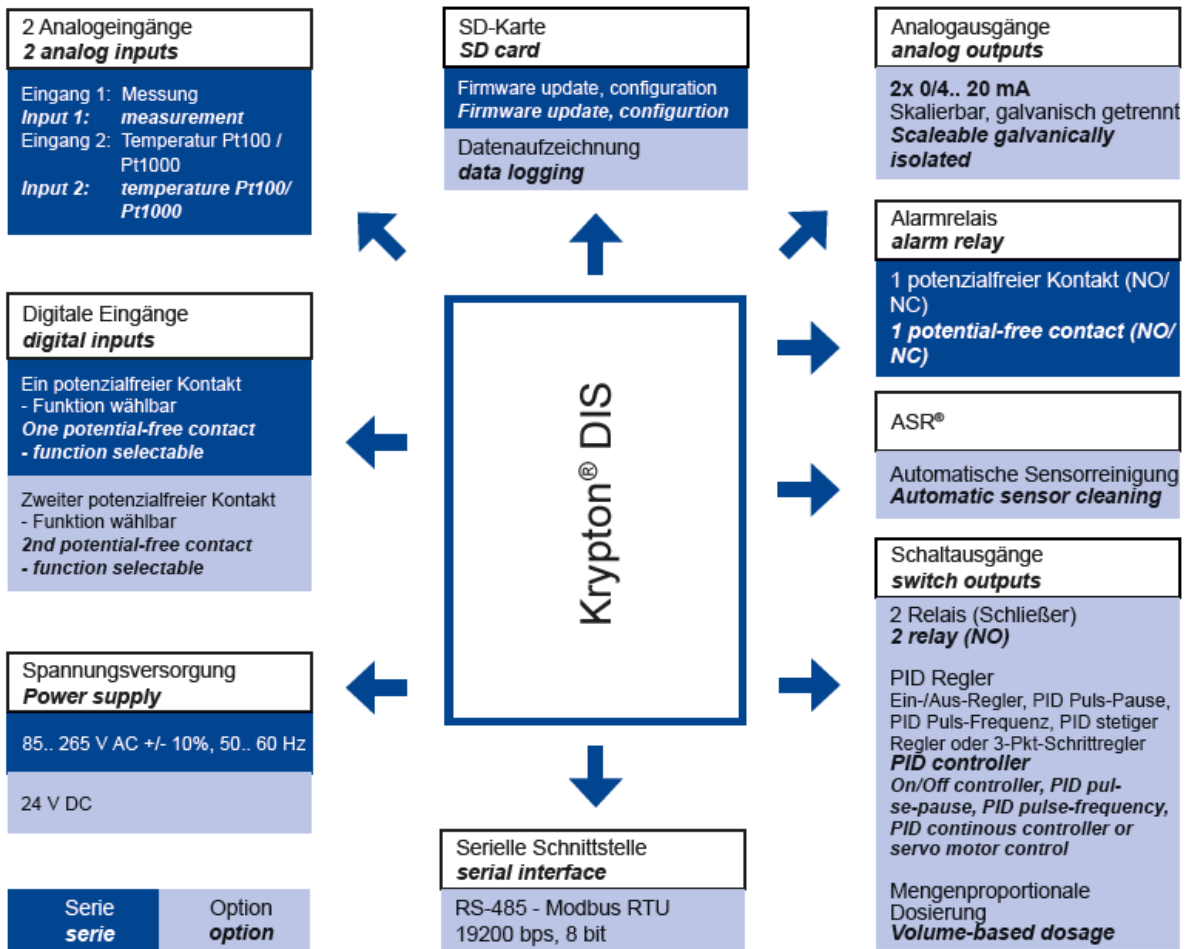 2 Analogeingänge
2 analog inputs
Eingang 1: Messung
Input 1: measurement
Eingang 2: Temperatur Pt100 /
Pt1000
Input 2: temperature Pt100/
Pt1000
SD-Karte
SD card
Firmware update, configuration
Firmware update, configurtion
Datenaufzeichnung
data logging
Analogausgänge
analog outputs
2x 0/4.. 20 mA
Skalierbar, galvanisch getrennt
Scaleable galvanically
isolated
Alarmrelais
alarm relay
1 potenzialfreier Kontakt (NO/
NC)
1 potential-free contact (NO/
NC)
Digitale Eingänge
digital inputs
Ein potenzialfreier Kontakt
- Funktion wählbar
One potential-free contact
- function selectable
Zweiter potenzialfreier Kontakt
- Funktion wählbar
2nd potential-free contact
- function selectable
Krypton® DIS
ASR®
Automatische Sensorreinigung
Automatic sensor cleaning
Schaltausgänge
switch outputs
2 Relais (Schließer)
2 relay (NO)
PID Regler
Ein-/Aus-Regler, PID Puls-Pause,
PID Puls-Frequenz, PID stetiger
Regler oder 3-Pkt-Schrittregler
PID controller
On/Off controller, PID pul-
se-pause, PID pulse-frequency,
PID continous controller or
servo motor control
Mengenproportionale
Dosierung
Volume-based dosage
Spannungsversorgung
Power supply
85.. 265 V AC +/- 10%, 50.. 60 Hz
24 V DC
Serielle Schnittstelle
serial interface
RS-485 - Modbus RTU
19200 bps, 8 bit
Serie
serie
Option
option